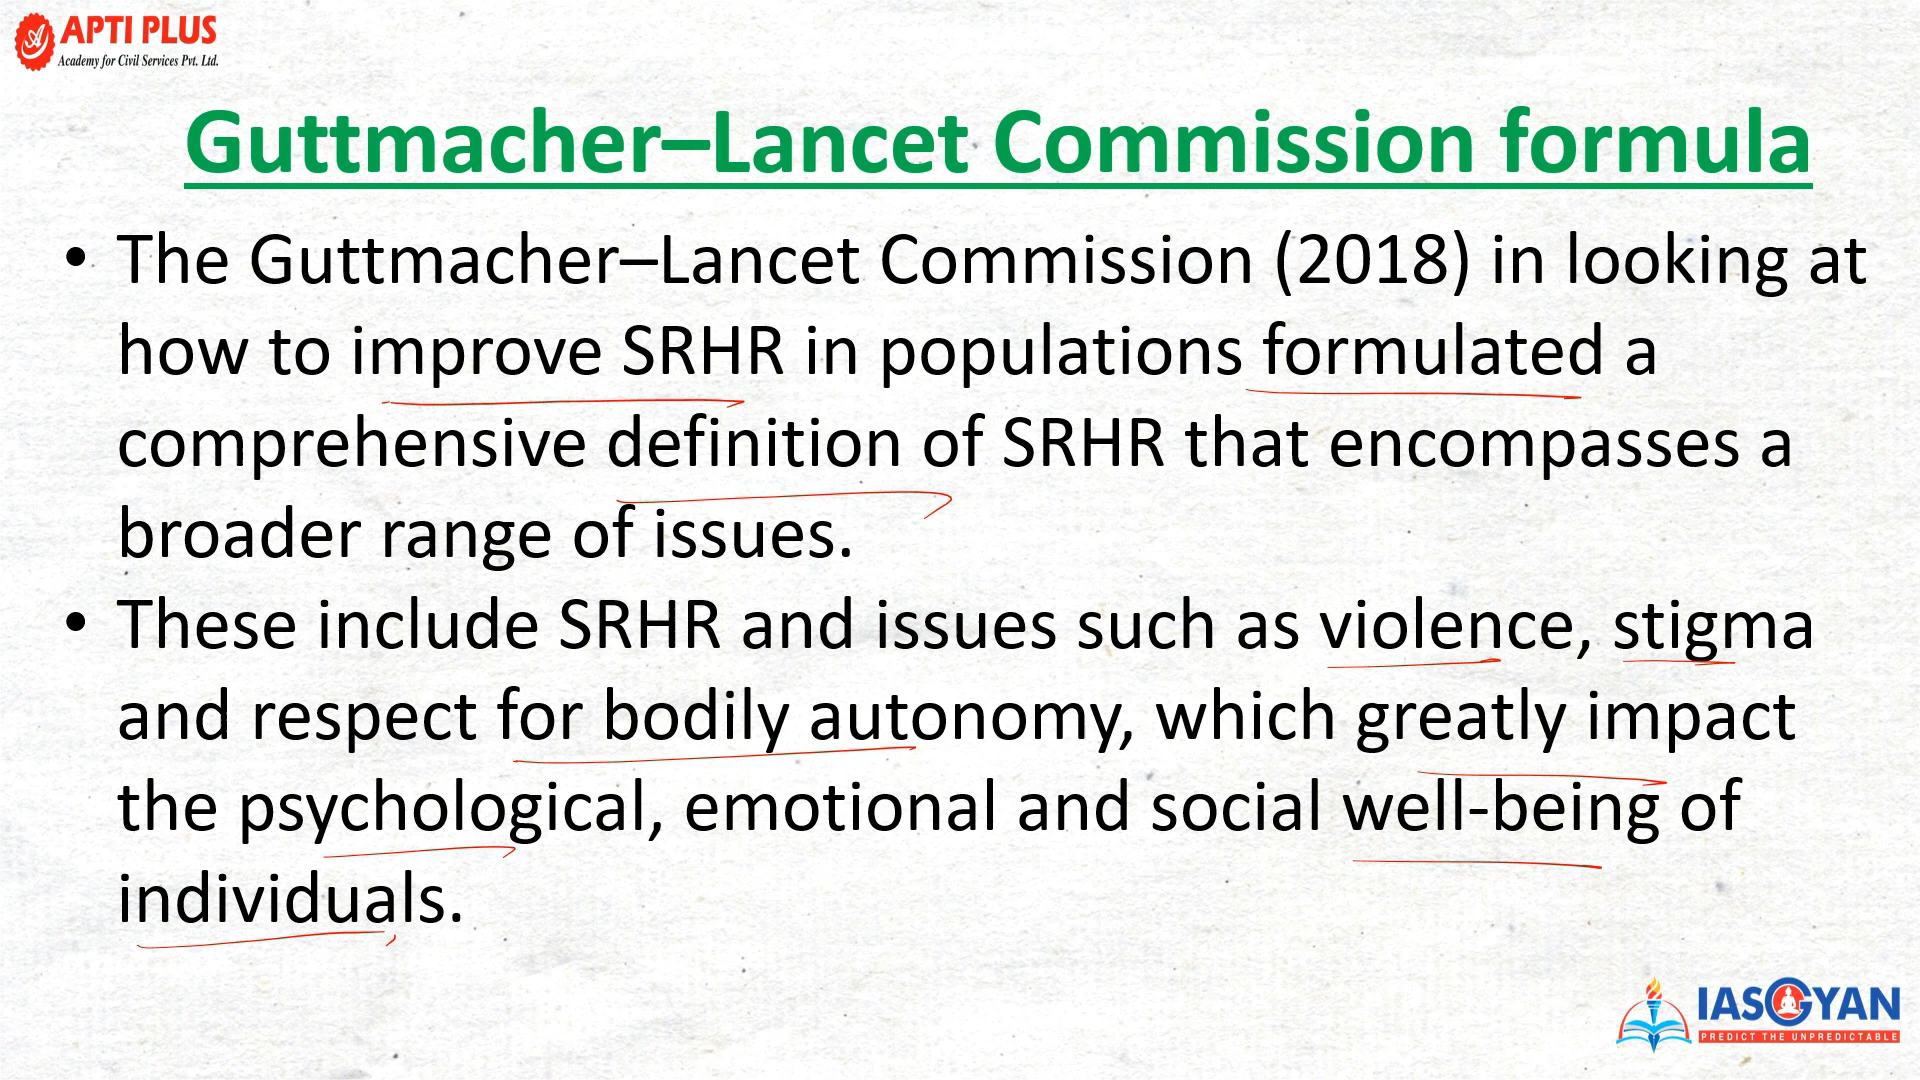 APTI PLUS
Academy for Civil Services Pvt. Ltd.
Guttmacher–Lancet Commission formula
• The Guttmacher–Lancet Commission (2018) in looking at
how to improve SRHR in populations formulated a
comprehensive definition of SRHR that encompasses a
broader range of issues.
• These include SRHR and issues such as violence, stigma
and respect for bodily autonomy, which greatly impact
the psychological, emotional and social well-being of
individuals.
IASGYAN
PREDICT THE UNPREDICTABLE